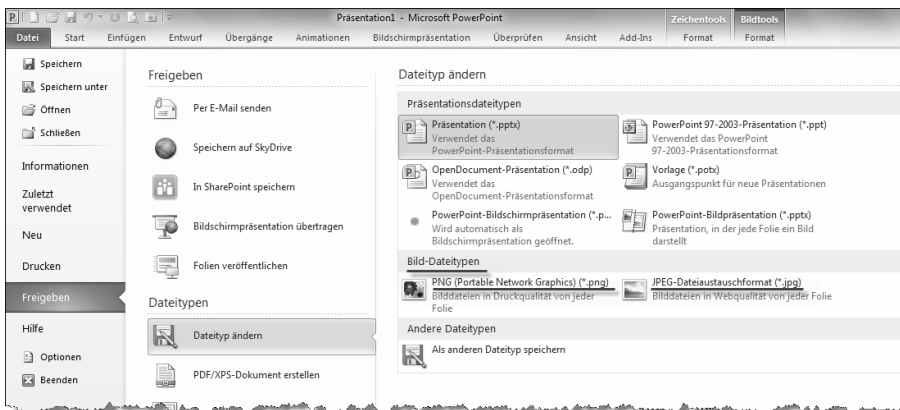 Präsentation1 - Microsoft PowerPoint
Zeichentools
Bildtools
Datei
Start
Einfügen
Entwurf
Übergänge
Animationen
Bildschirmpräsentation
Überprüfen
Ansicht
Add-Ins
Format
Format
Speichern
Speichern unter
Öffnen
Schließen
Informationen
Zuletzt
verwendet
Neu
Drucken
Freigeben
Hilfe
Optionen
Beenden
Freigeben
Per E-Mail senden
Speichern auf SkyDrive
In SharePoint speichern
Bildschirmpräsentation übertragen
Folien veröffentlichen
Dateitypen
Dateityp ändern
PDF/XPS-Dokument erstellen
Dateityp ändern
Präsentationsdateitypen
Präsentation (*.pptx)
Verwendet das
PowerPoint-Präsentationsformat
PowerPoint 97-2003-Präsentation (*.ppt)
Verwendet das PowerPoint
97-2003-Präsentationsformat
OpenDocument-Präsentation (*.odp)
Verwendet das
OpenDocument-Präsentationsformat
Vorlage (*.potx)
Ausgangspunkt für neue Präsentationen
PowerPoint-Bildschirmpräsentation (*.p...
Wird automatisch als
Bildschirmpräsentation geöffnet.
PowerPoint-Bildpräsentation (*.pptx)
Präsentation, in der jede Folie ein Bild
darstellt
Bild-Dateitypen
PNG (Portable Network Graphics) (*.png)
Bilddateien in Druckqualität von jeder
Folie
JPEG-Dateiaustauschformat (*.jpg)
Bilddateien in Webqualität von jeder Folie
Andere Dateitypen
Als anderen Dateityp speichern